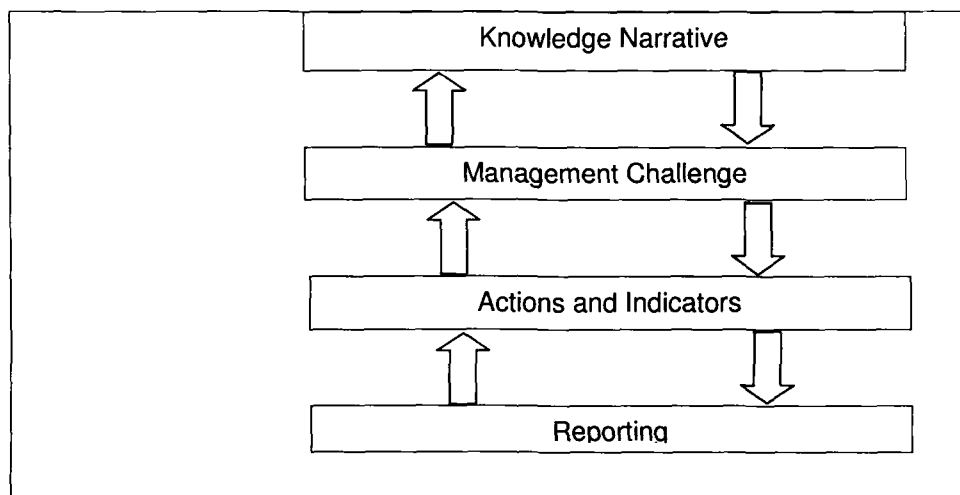 Knowledge Narrative
Management Challenge
Actions and Indicators
Reporting